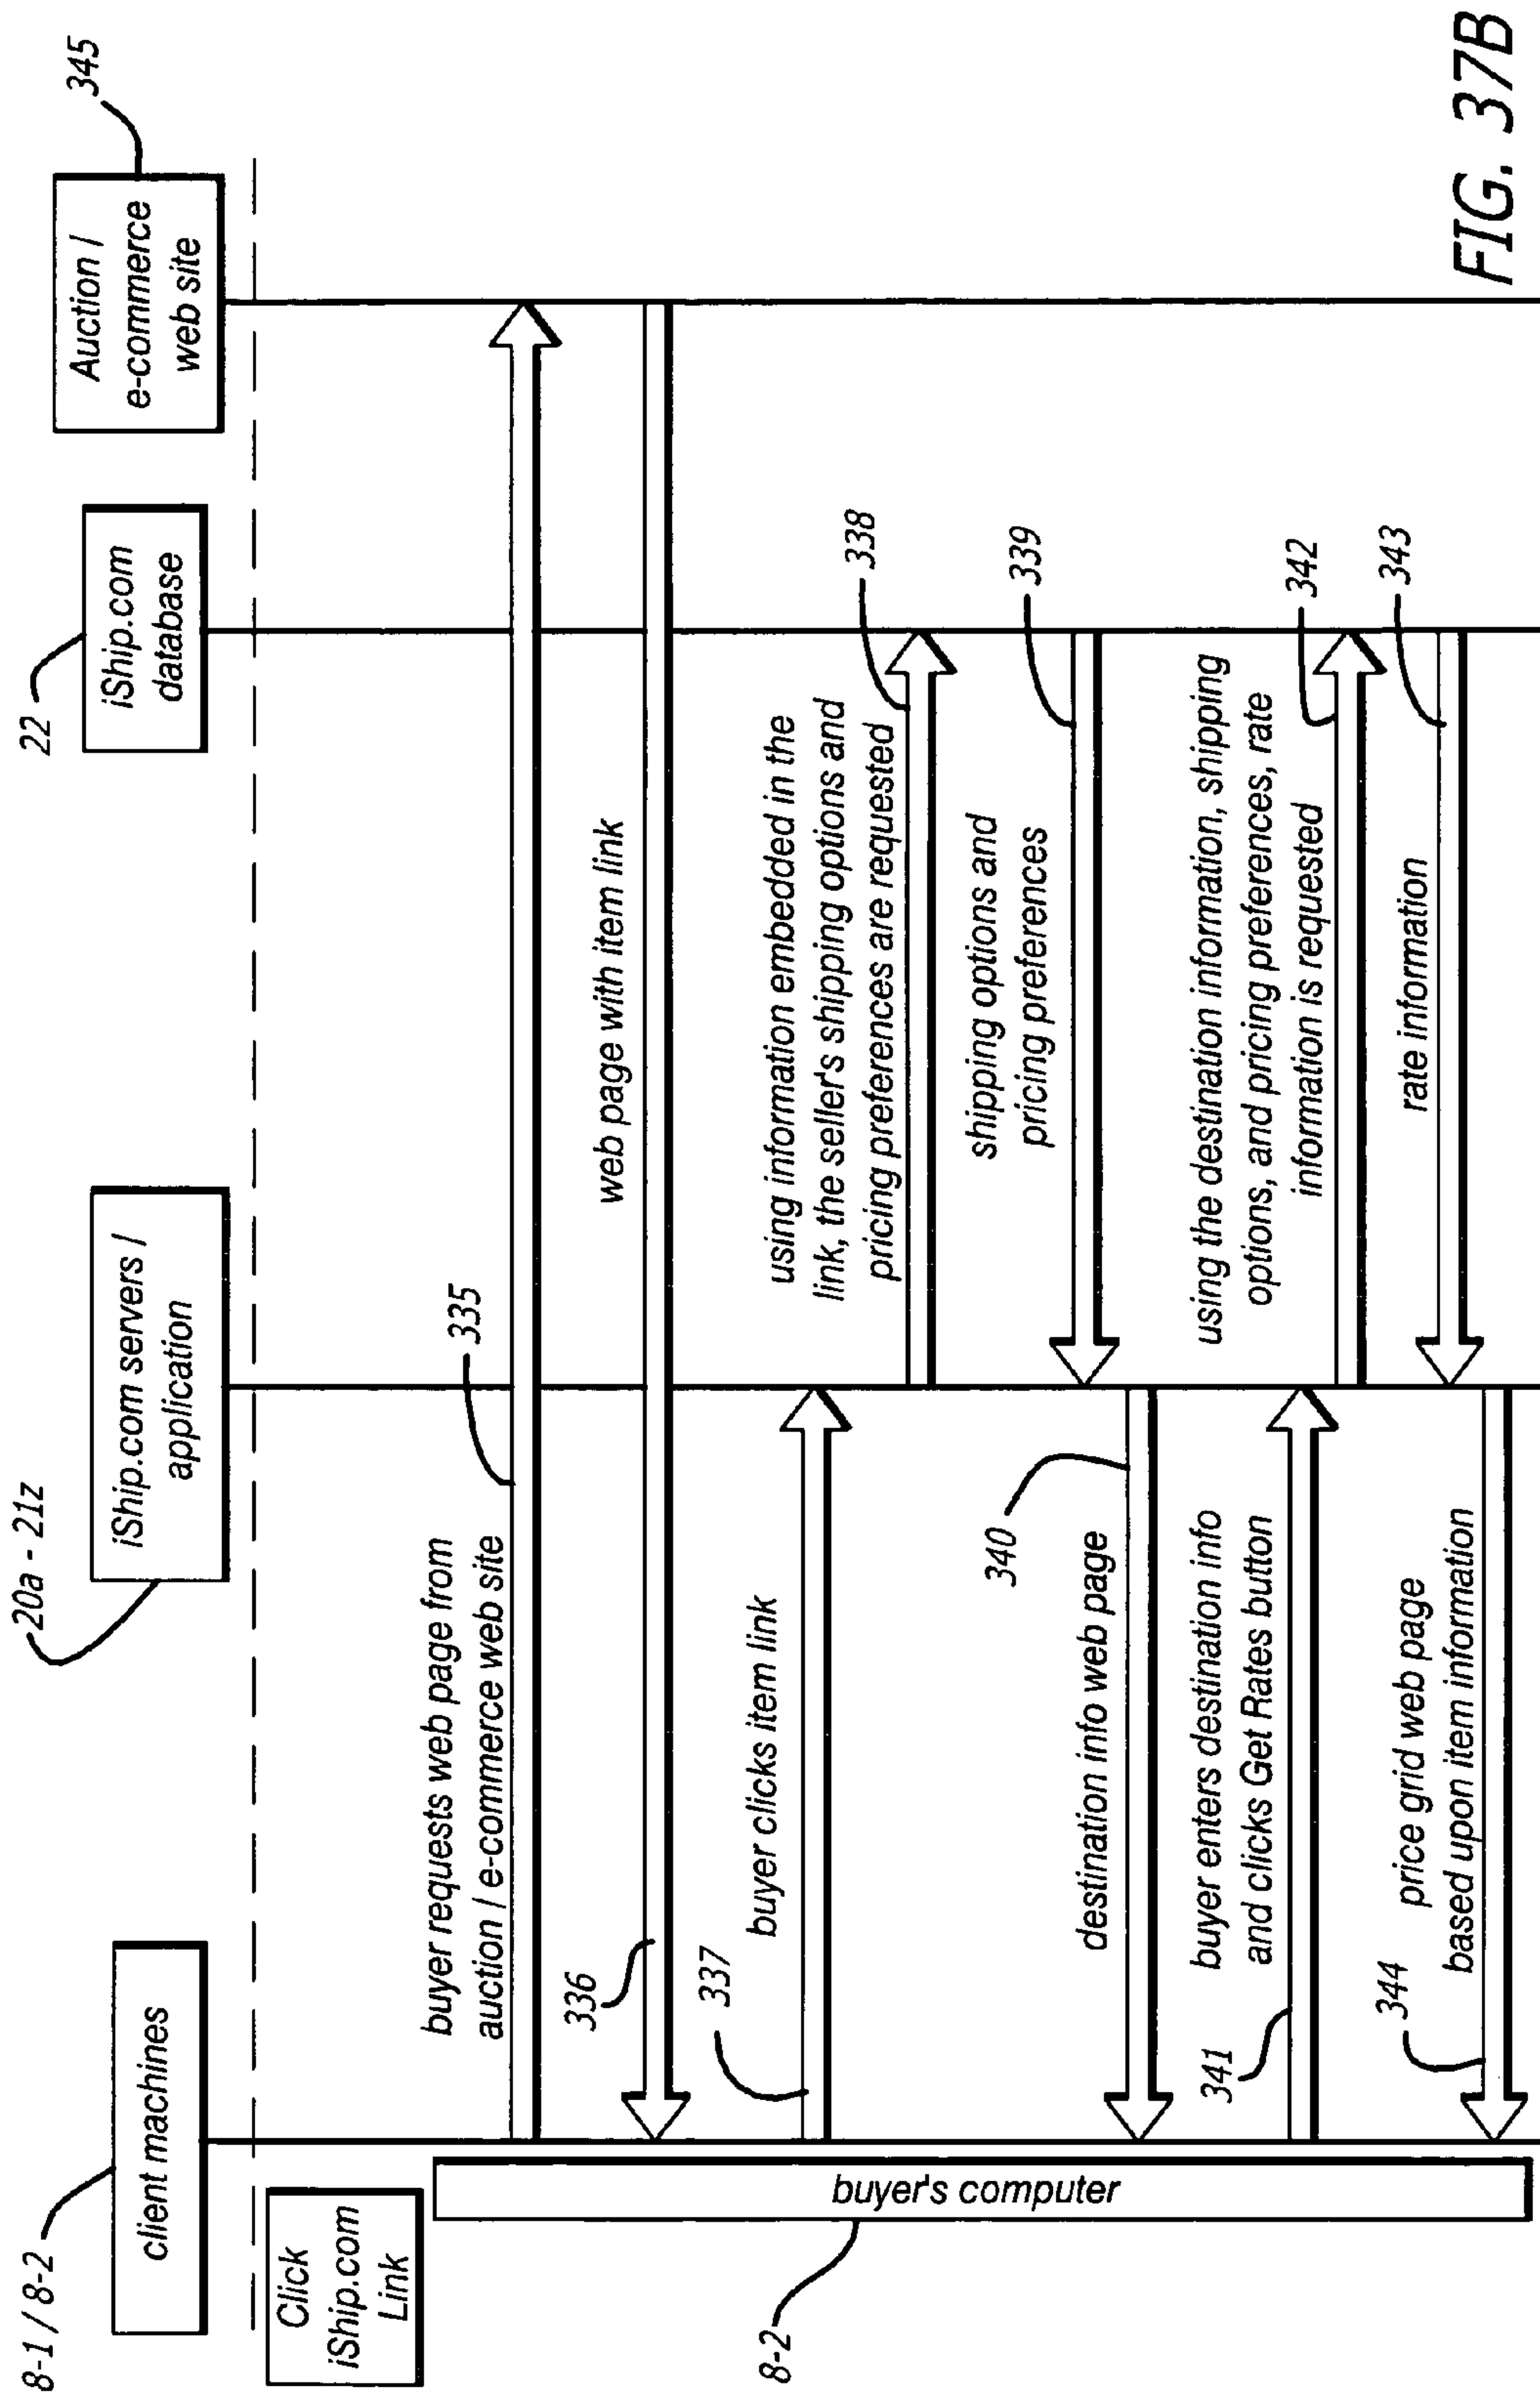 8-1 / 8-2
client machines
20a - 21z
iShip.com servers /
application
22
iShip.com
database
345
Auction /
e-commerce
web site
Click
iShip.com
Link
8-2
buyer's computer
buyer requests web page from
auction / e-commerce web site
335
web page with item link
336
337
buyer clicks item link
using information embedded in the
link, the seller's shipping options and
pricing preferences are requested
338
shipping options and
pricing preferences
339
340
destination info web page
341
buyer enters destination info
and clicks Get Rates button
using the destination information, shipping
options, and pricing preferences, rate
information is requested
342
rate information
343
344
price grid web page
based upon item information
FIG. 37B